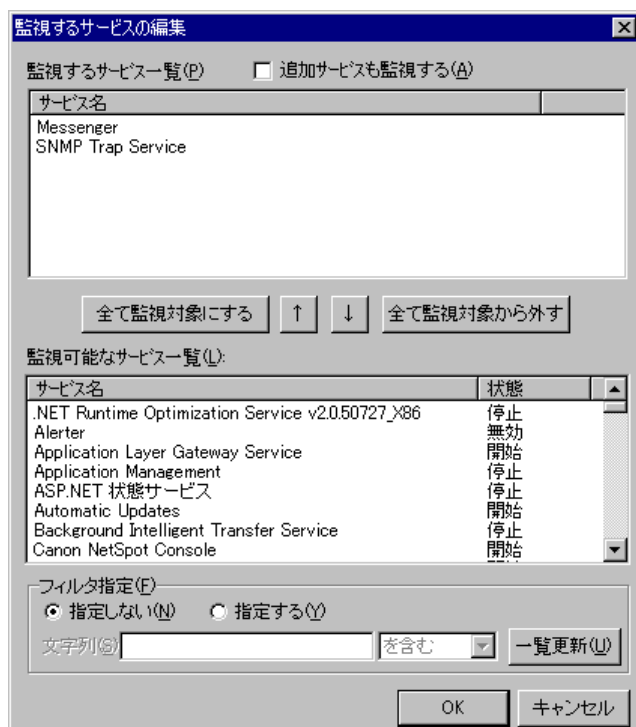 監視するサービスの編集
監視するサービス一覧(P) 追加サービスも監視する(A)
サービス名
Messenger
SNMP Trap Service
全て監視対象にする ↑ ↓ 全て監視対象から外す
監視可能なサービス一覧(L):
サービス名 状態
.NET Runtime Optimization Service v2.0.50727_X86 停止
Alerter 無効
Application Layer Gateway Service 開始
Application Management 停止
ASP.NET 状態サービス 停止
Automatic Updates 開始
Background Intelligent Transfer Service 停止
Canon NetSpot Console 開始
フィルタ指定(F)
指定しない(N) 指定する(Y)
文字列(S) を含む 一覧更新(U)
OK キャンセル